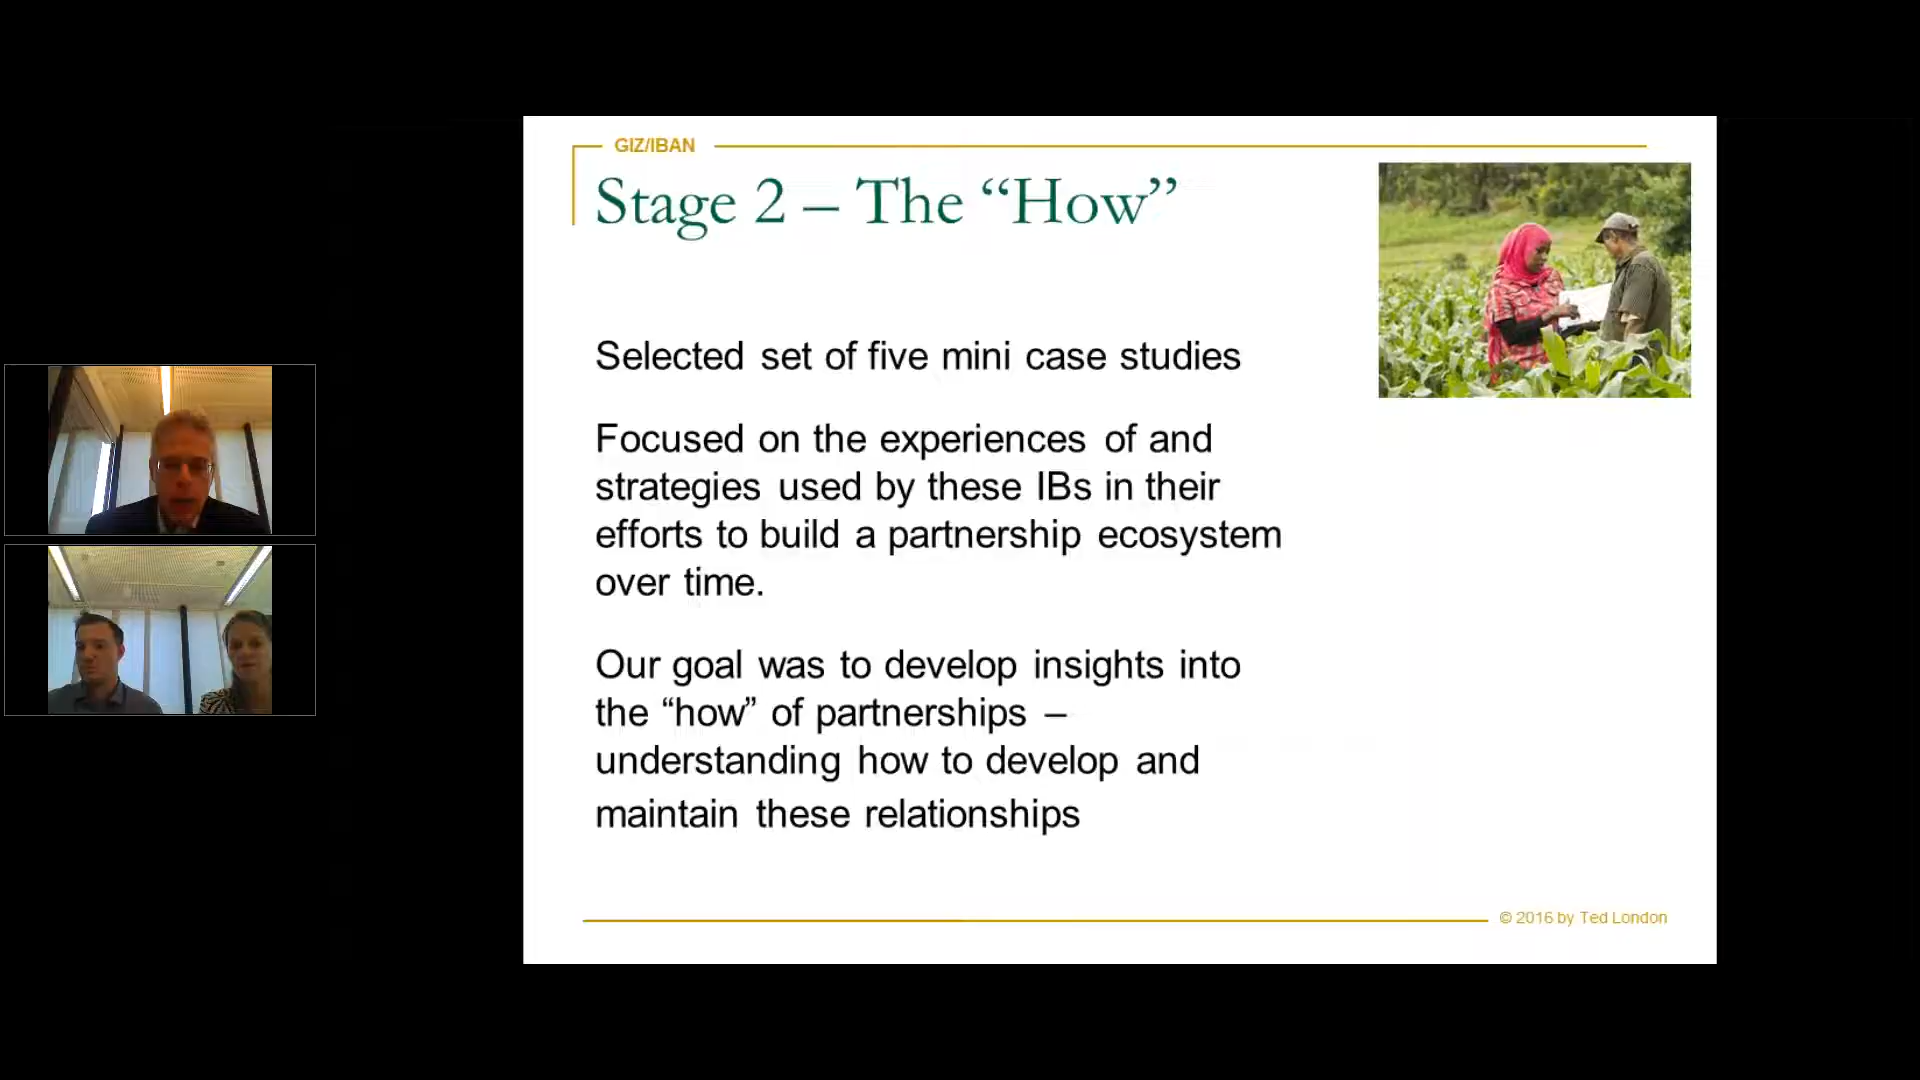 GIZ/IBAN
Stage 2 – The “How”
Selected set of five mini case studies
Focused on the experiences of and
strategies used by these IBs in their
efforts to build a partnership ecosystem
over time.
Our goal was to develop insights into
the “how” of partnerships –
understanding how to develop and
maintain these relationships
© 2016 by Ted London